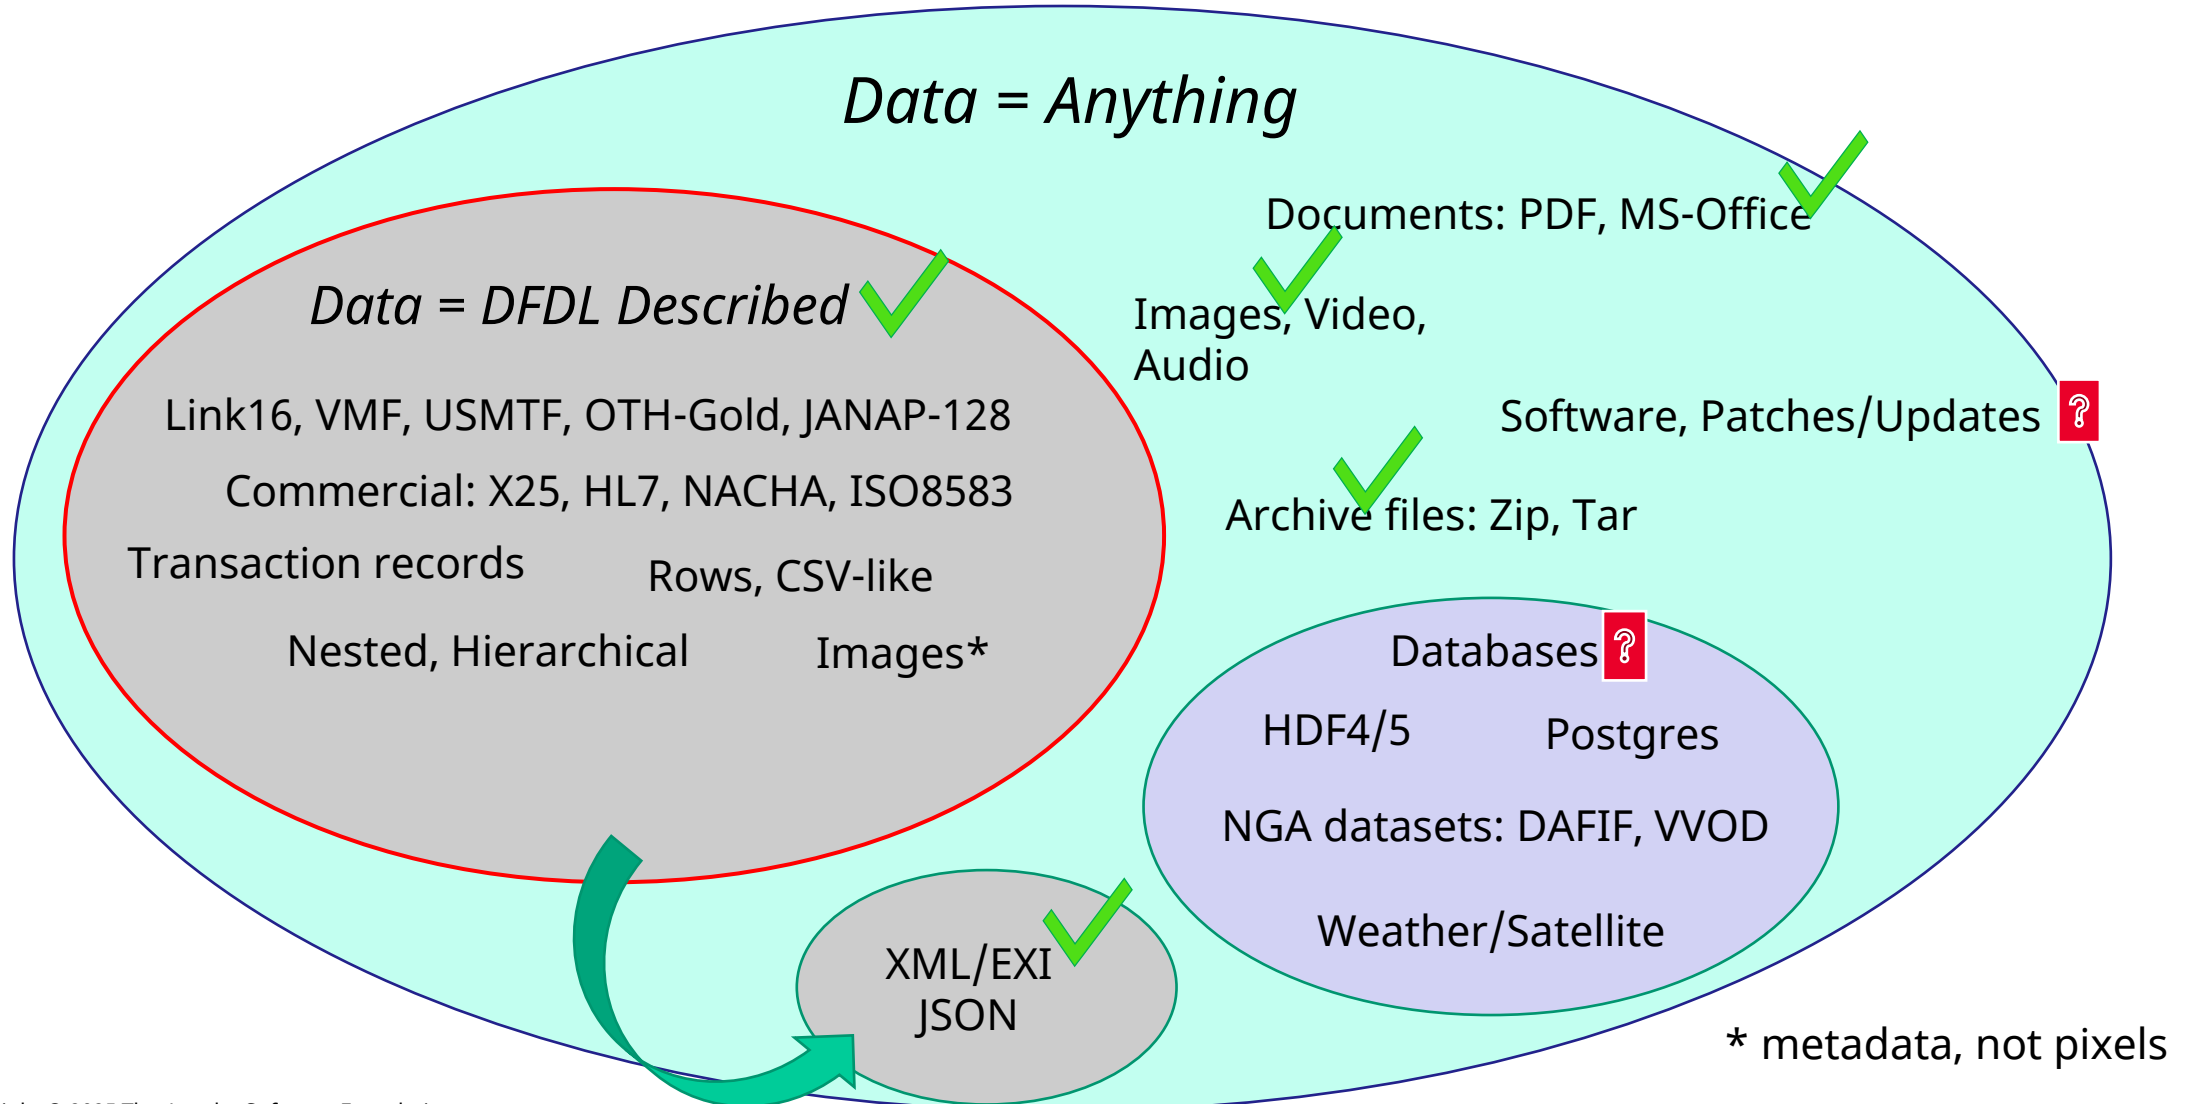 Data = Anything
Documents: PDF, MS-Office
Data = DFDL Described
Images, Video,
Audio
Link16, VMF, USMTF, OTH-Gold, JANAP-128
Software, Patches/Updates
Commercial: X25, HL7, NACHA, ISO8583
Archive files: Zip, Tar
Transaction records
Rows, CSV-like
Nested, Hierarchical
Images*
Databases
HDF4/5
Postgres
NGA datasets: DAFIF, VVOD
Weather/Satellite
XML/EXI
JSON
* metadata, not pixels